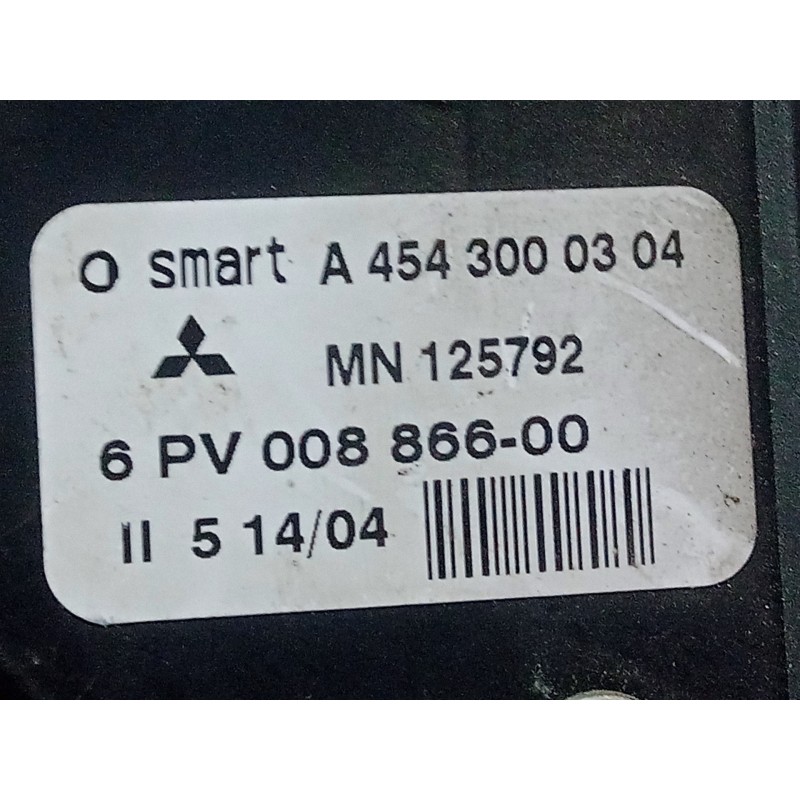 smart A 454 300 03 04
MN 125792
6 PV 008 866-00
II 5 14/04